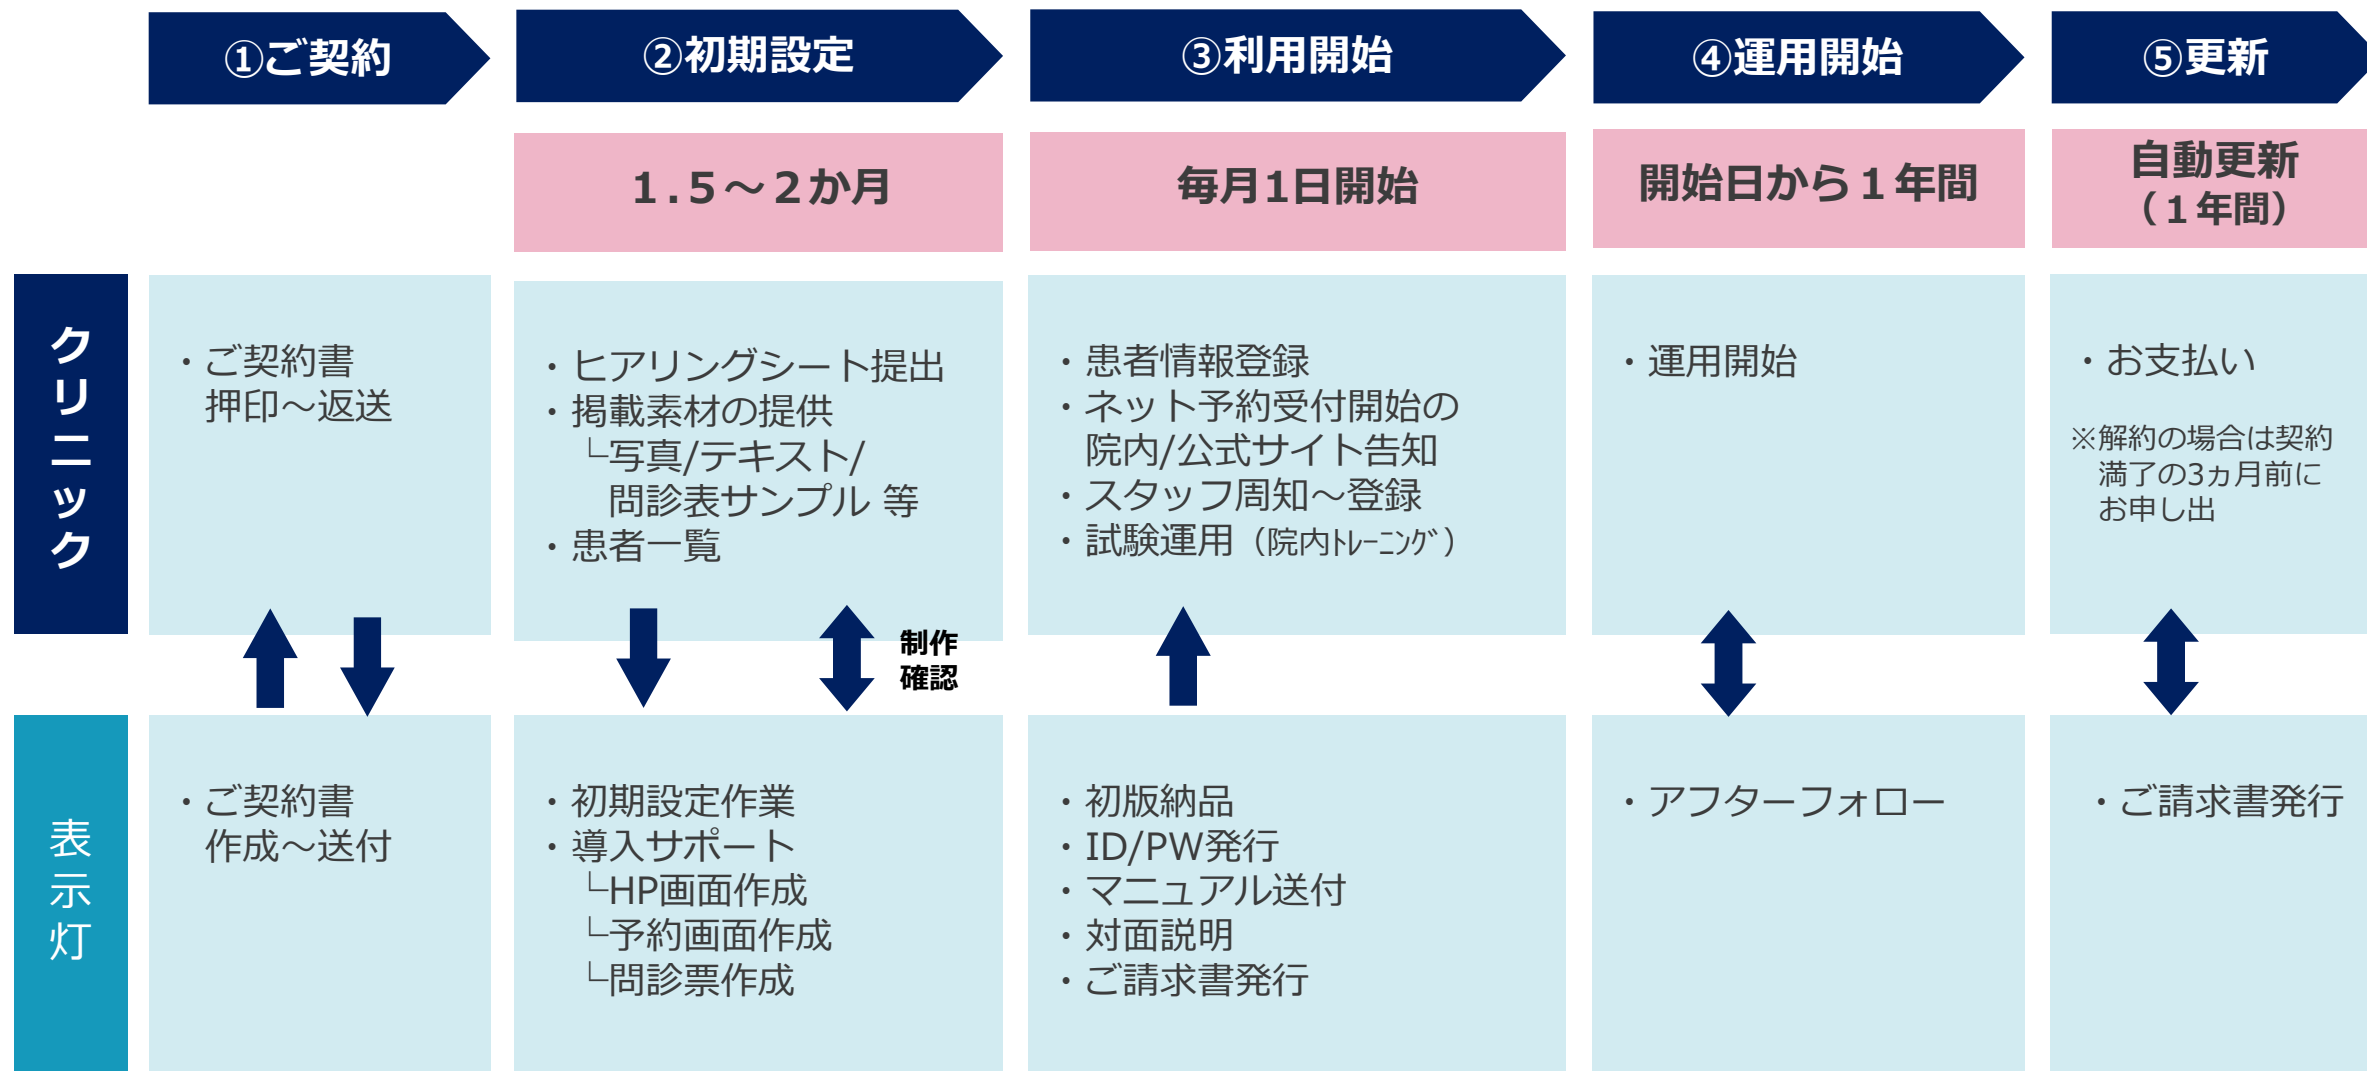 ①ご契約
②初期設定
③利用開始
④運用開始
⑤更新
1.5～2か月
毎月1日開始
開始日から１年間
自動更新
（１年間）
クリニック
・ご契約書
押印～返送
・ヒアリングシート提出
・掲載素材の提供
└写真/テキスト/
問診表サンプル 等
・患者一覧
・患者情報登録
・ネット予約受付開始の
院内/公式サイト告知
・スタッフ周知～登録
・試験運用（院内ﾄﾚｰﾆﾝｸﾞ）
・運用開始
・お支払い
※解約の場合は契約
満了の3ヵ月前に
お申し出
制作
確認
表示灯
・ご契約書
作成～送付
・初期設定作業
・導入サポート
└HP画面作成
└予約画面作成
└問診票作成
・初版納品
・ID/PW発行
・マニュアル送付
・対面説明
・ご請求書発行
・アフターフォロー
・ご請求書発行